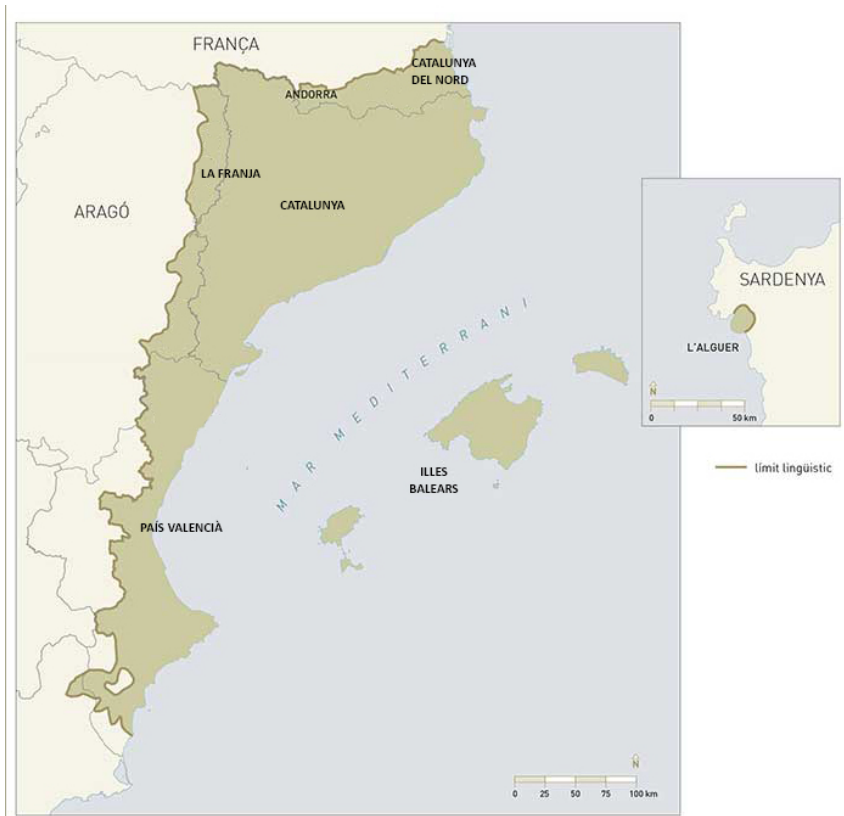 FRANÇA
CATALUNYA
DEL NORD
ANDORRA
LA FRANJA
CATALUNYA
ARAGÓ
SARDENYA
L'ALGUER
N
0 50 km
MAR MEDITERRANI
ILLES
BALEARS
límit lingüístic
PAÍS VALENCIÀ
N
0 25 50 75 100 km